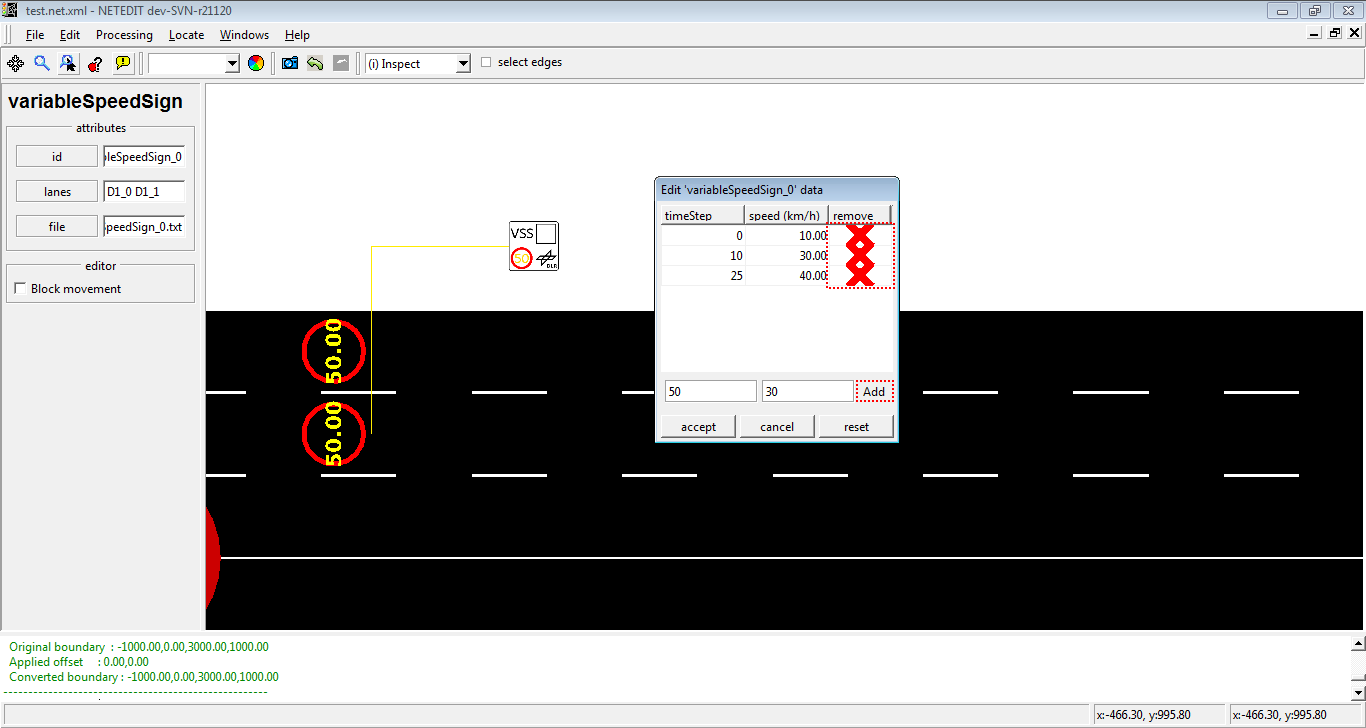 test.net.xml - NETEDIT dev-SVN-r21120
File Edit Processing Locate Windows Help
(i) Inspect select edges
variableSpeedSign
attributes
id leSpeedSign_0
lanes D1_0 D1_1
file peedSign_0.txt
editor
Block movement
VSS
50
DLR
50.00
50.00
Edit 'variableSpeedSign_0' data
timeStep speed (km/h) remove
0 10.00
10 30.00
25 40.00
50 30 Add
accept cancel reset
Original boundary : -1000.00,0.00,3000.00,1000.00
Applied offset : 0.00,0.00
Converted boundary : -1000.00,0.00,3000.00,1000.00
-----------------------------------------------------
x:-466.30, y:995.80 x:-466.30, y:995.80